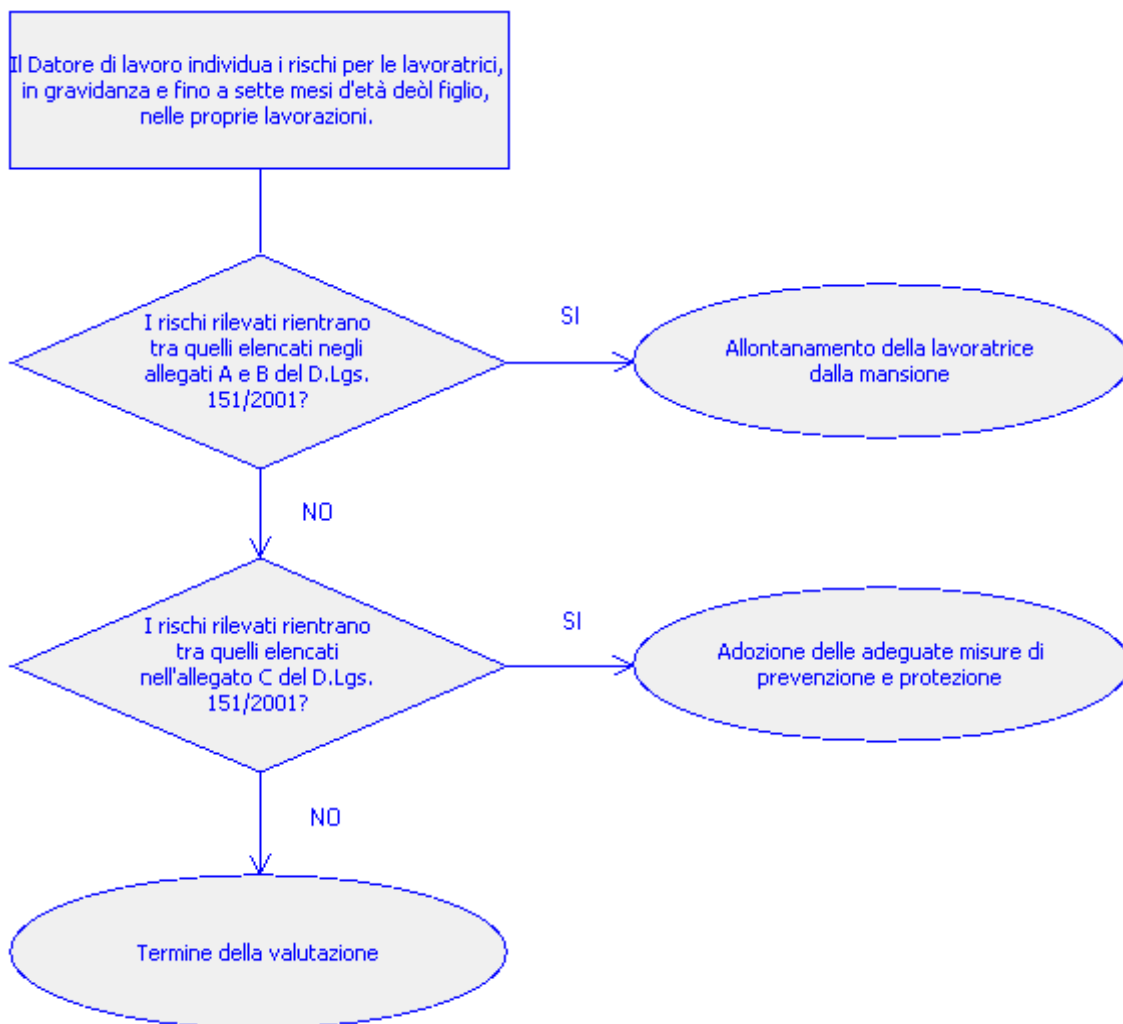 Il Datore di lavoro individua i rischi per le lavoratrici,
in gravidanza e fino a sette mesi d'età deòl figlio,
nelle proprie lavorazioni.
I rischi rilevati rientrano
tra quelli elencati negli
allegati A e B del D.Lgs.
151/2001?
SI
Allontanamento della lavoratrice
dalla mansione
NO
I rischi rilevati rientrano
tra quelli elencati
nell'allegato C del D.Lgs.
151/2001?
SI
Adozione delle adeguate misure di
prevenzione e protezione
NO
Termine della valutazione